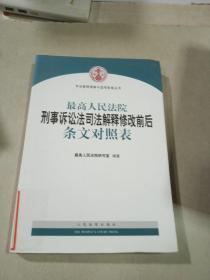 最高人民法院
刑事诉讼法司法解释修改前后
条文对照表
最高人民法院研究室 编著
人民法院出版社